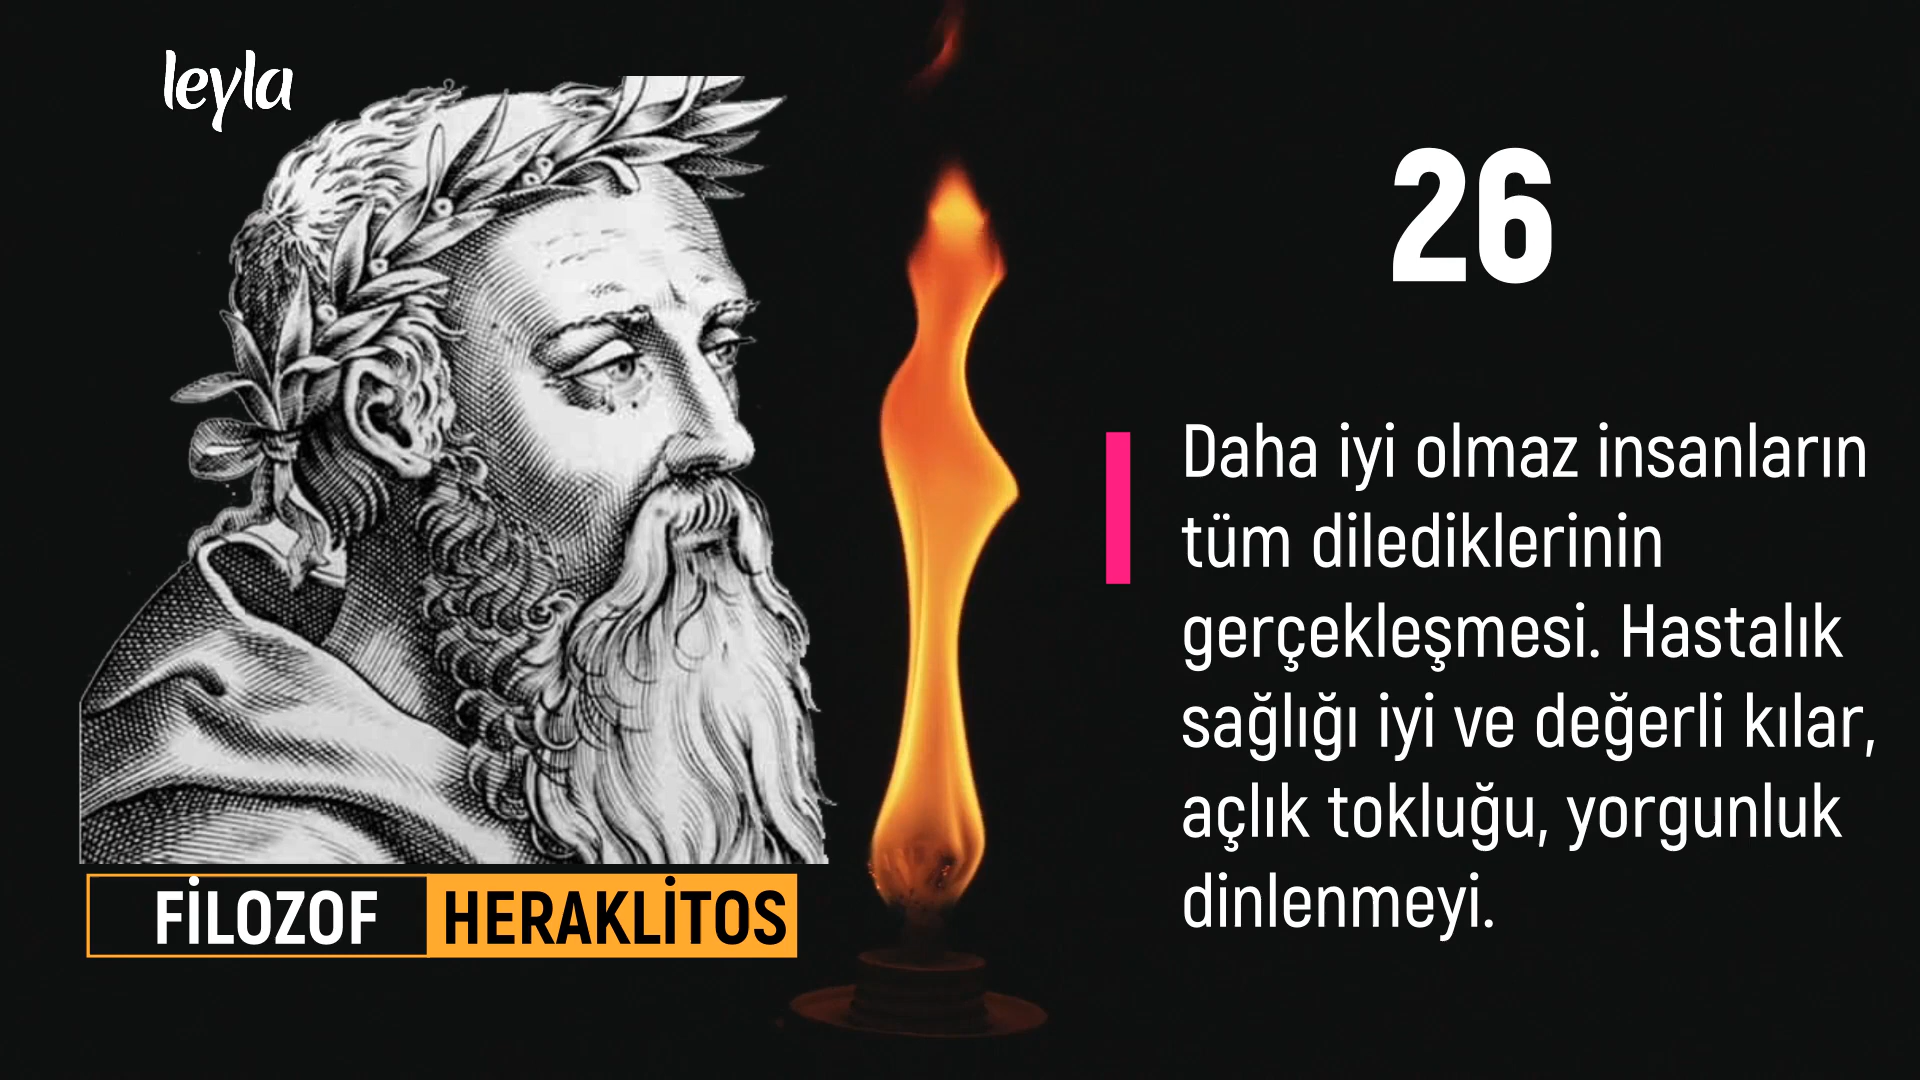 leyla
26
Daha iyi olmaz insanların
tüm dilediklerinin
gerçekleşmesi. Hastalık
sağlığı iyi ve değerli kılar,
açlık tokluğu, yorgunluk
dinlenmeyi.
FİLOZOF HERAKLİTOS